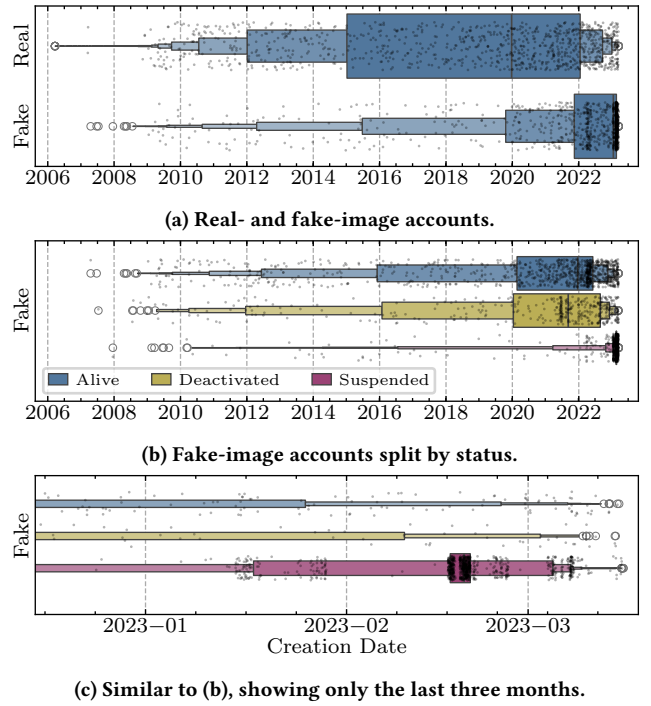 Real
Fake
2006 2008 2010 2012 2014 2016 2018 2020 2022
(a) Real- and fake-image accounts.
Fake
Alive Deactivated Suspended
2006 2008 2010 2012 2014 2016 2018 2020 2022
(b) Fake-image accounts split by status.
Fake
2023−01 2023−02 2023−03
Creation Date
(c) Similar to (b), showing only the last three months.